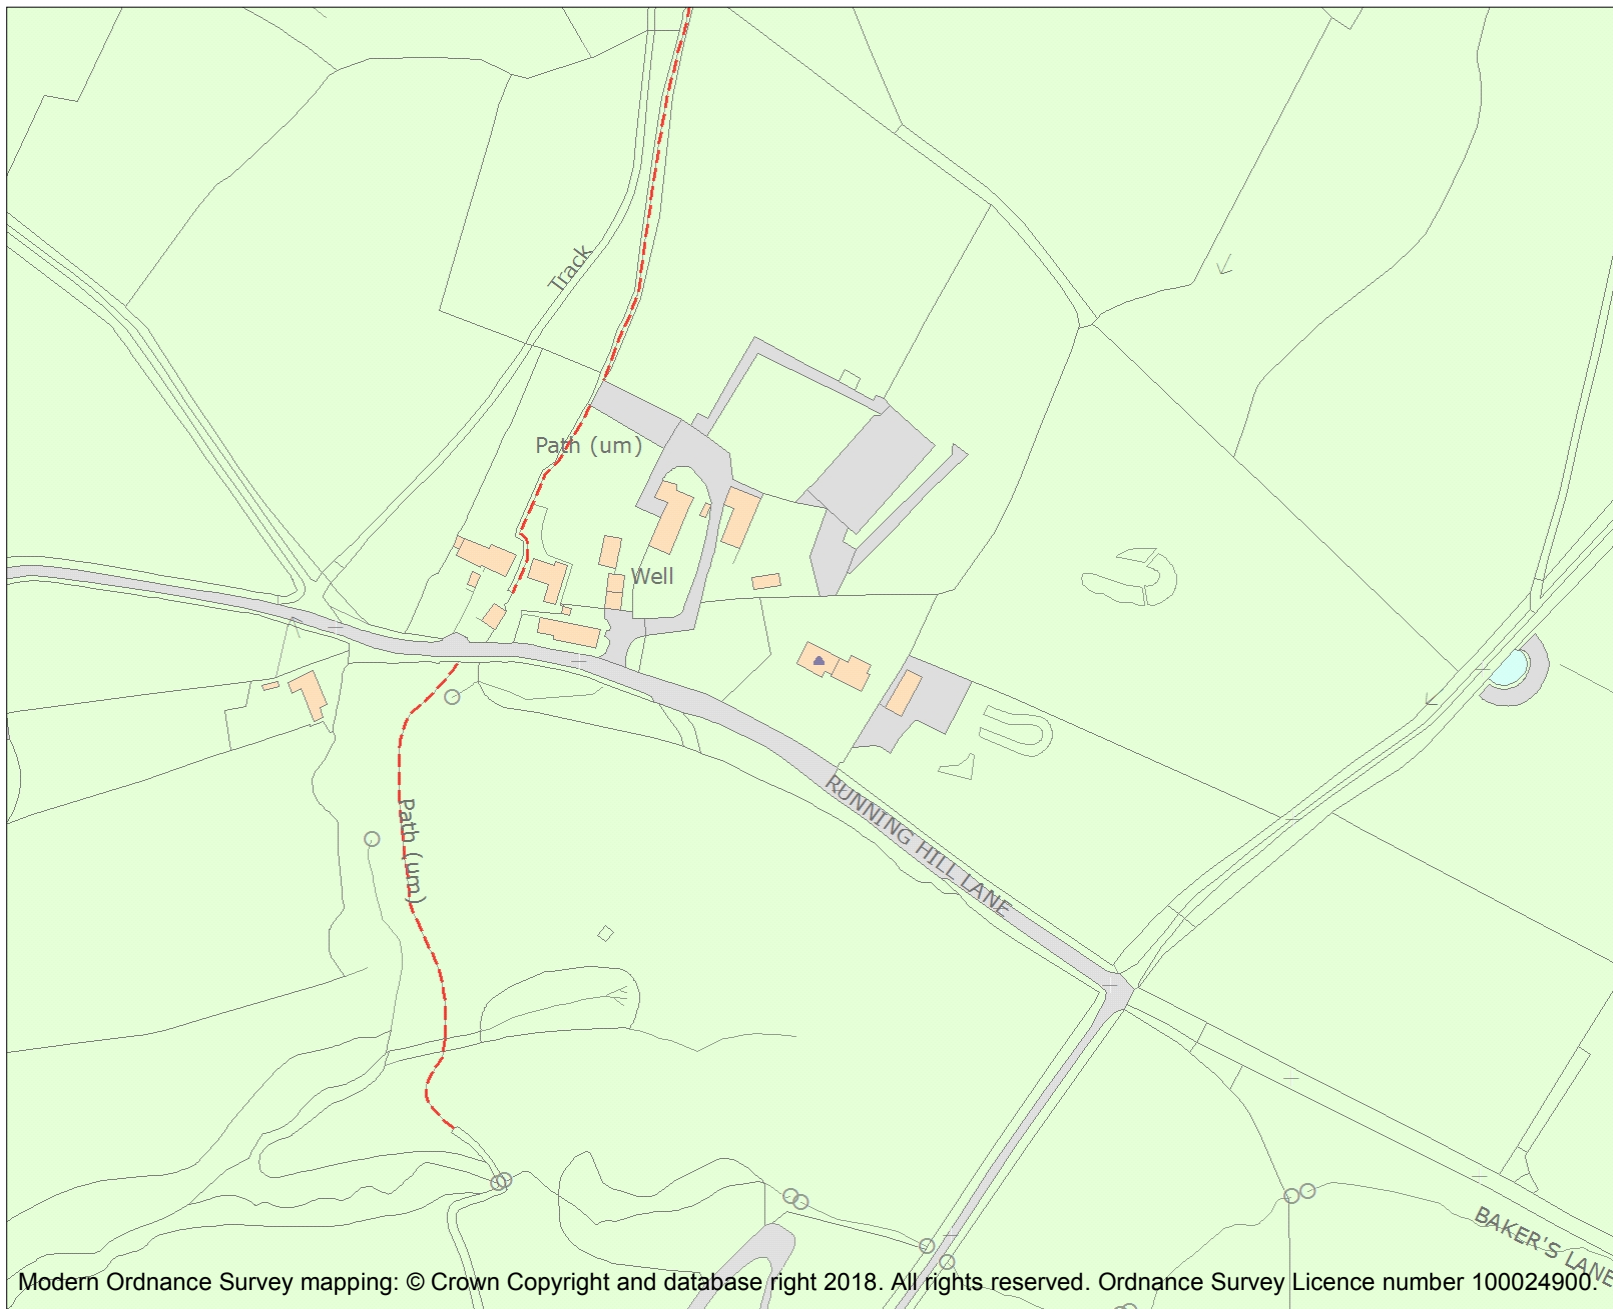 Track
Path (um)
Well
Path (um)
RUNNING HILL LANE
BAKER'S LANE
Modern Ordnance Survey mapping: © Crown Copyright and database right 2018. All rights reserved. Ordnance Survey Licence number 100024900.